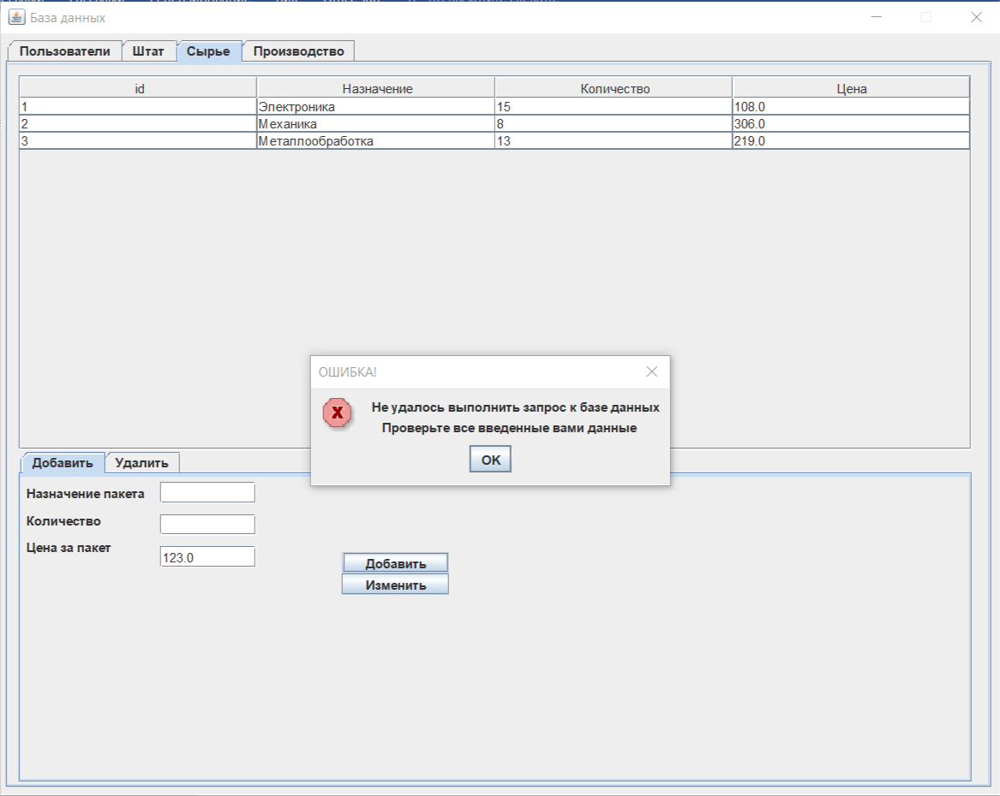 База данных
Пользователи Штат Сырье Производство
id Назначение Количество Цена
1 Электроника 15 108.0
2 Механика 8 306.0
3 Металлообработка 13 219.0
ОШИБКА!
X Не удалось выполнить запрос к базе данных
Проверьте все введенные вами данные
OK
Добавить Удалить
Назначение пакета
Количество
Цена за пакет 123.0
Добавить
Изменить